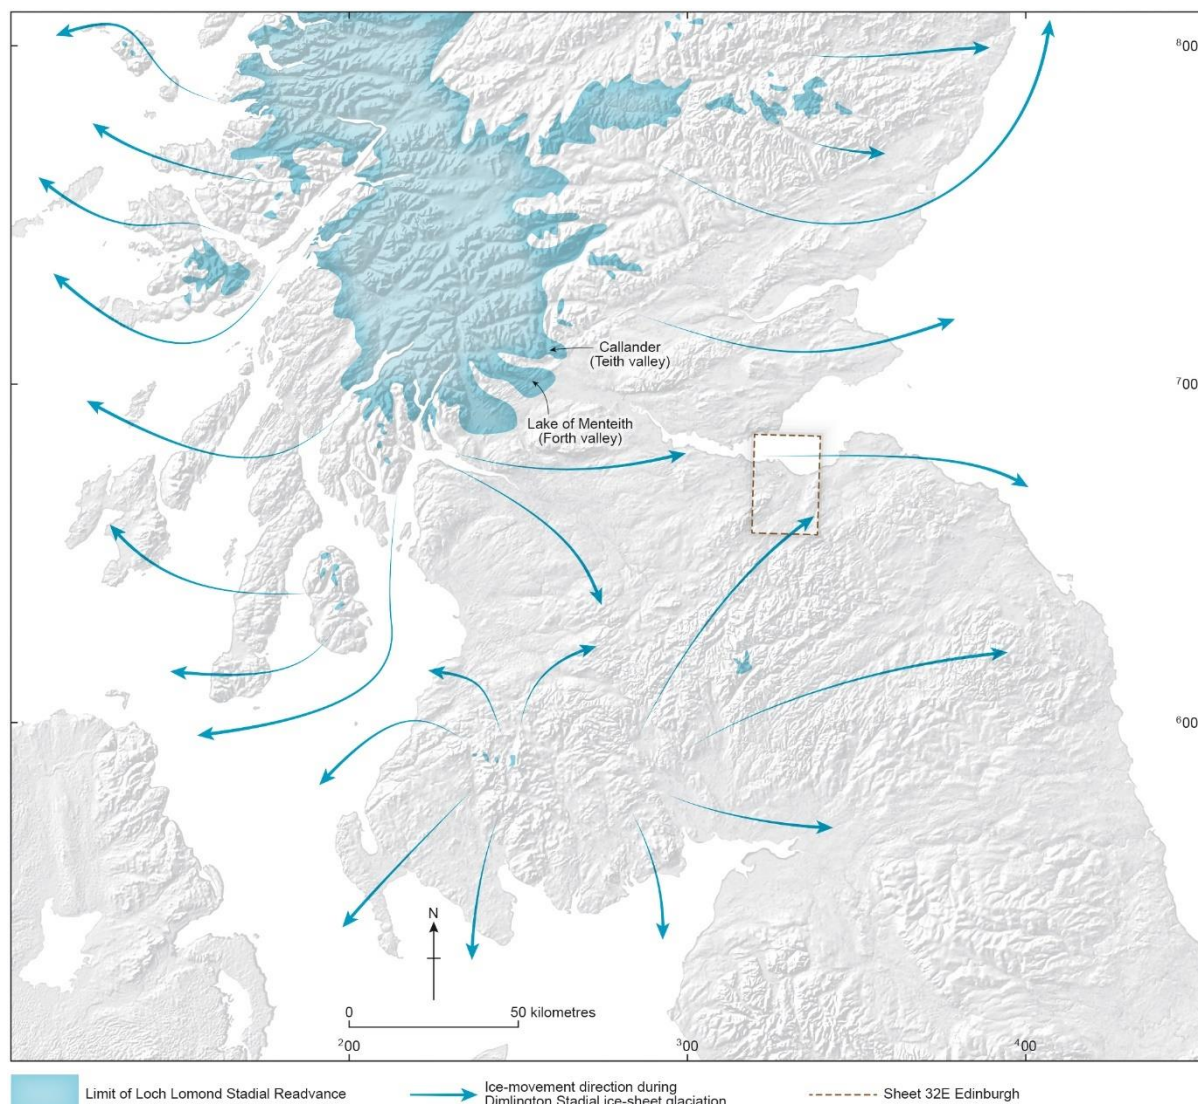 ⁸00
Callander
(Teith valley)
⁷00
Lake of Menteith
(Forth valley)
⁶00
N
0 50 kilometres
²00 ³00 ⁴00
Limit of Loch Lomond Stadial Readvance
Ice-movement direction during
Dimlington Stadial ice-sheet glaciation
Sheet 32E Edinburgh